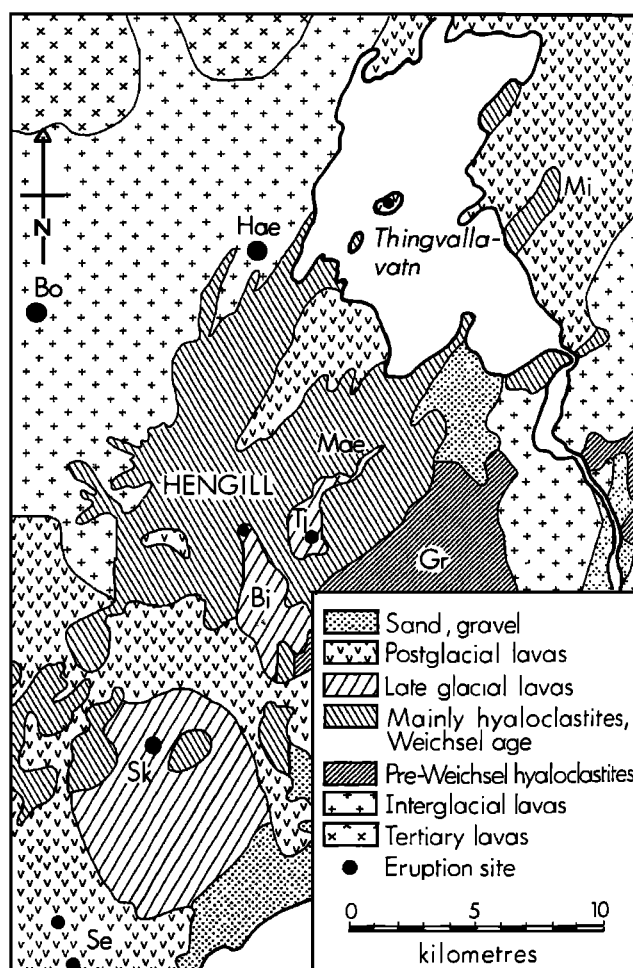 Mi
Hae
N
Thingvalla-
vatn
Bo
Mae
HENGILL
Ti
Gr
Bi
Sk
Se
Sand, gravel
Postglacial lavas
Late glacial lavas
Mainly hyaloclastites,
Weichsel age
Pre-Weichsel hyaloclastites
Interglacial lavas
Tertiary lavas
Eruption site
0 5 10
kilometres